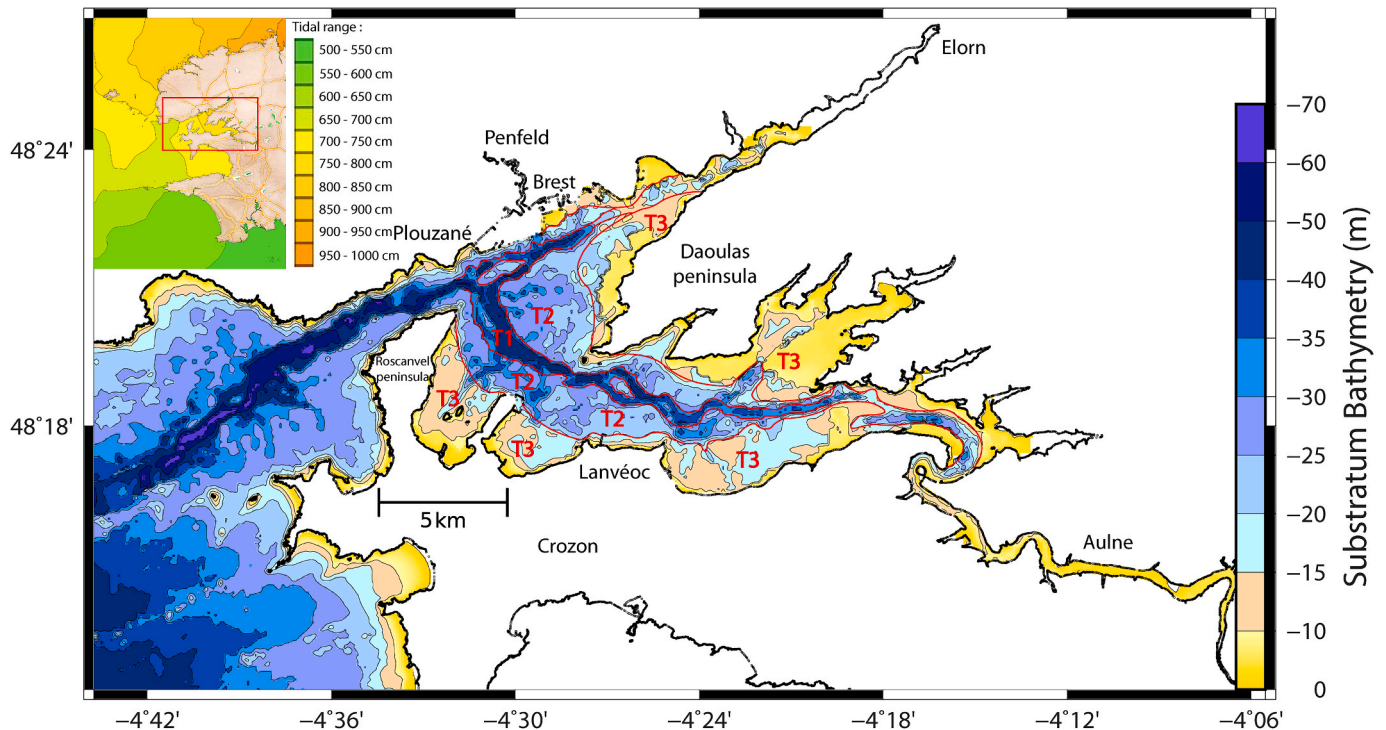 Tidal range :
500 - 550 cm
550 - 600 cm
600 - 650 cm
650 - 700 cm
700 - 750 cm
750 - 800 cm
800 - 850 cm
850 - 900 cm
900 - 950 cm
950 - 1000 cm
Elorn
Penfeld
Brest
Plouzané
T3
Daoulas
peninsula
T2
T1
Roscanvel
peninsula
T2
T3
T3
T2
T3
T3
Lanvéoc
5 km
Crozon
Aulne
48°24'
48°18'
−4°42'
−4°36'
−4°30'
−4°24'
−4°18'
−4°12'
−4°06'
−70
−60
−50
−40
−35
−30
−25
−20
−15
−10
0
Substratum Bathymetry (m)